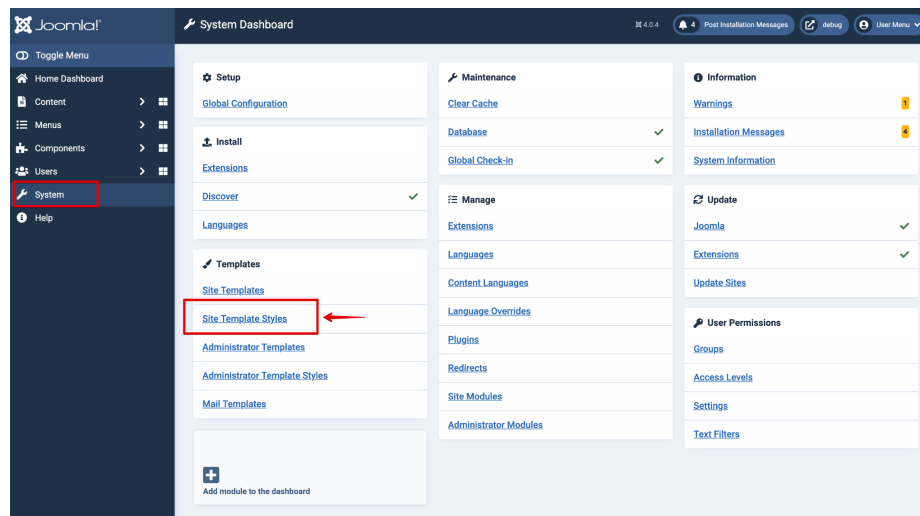 Joomla!
System Dashboard
4.0.4
4 Post Installation Messages
debug
User Menu
Toggle Menu
Home Dashboard
Content
Menus
Components
Users
System
Help
Setup
Global Configuration
Install
Extensions
Discover
Languages
Templates
Site Templates
Site Template Styles
Administrator Templates
Administrator Template Styles
Mail Templates
Add module to the dashboard
Maintenance
Clear Cache
Database
Global Check-in
Manage
Extensions
Languages
Content Languages
Language Overrides
Plugins
Redirects
Site Modules
Administrator Modules
Information
Warnings 1
Installation Messages 4
System Information
Update
Joomla
Extensions
Update Sites
User Permissions
Groups
Access Levels
Settings
Text Filters